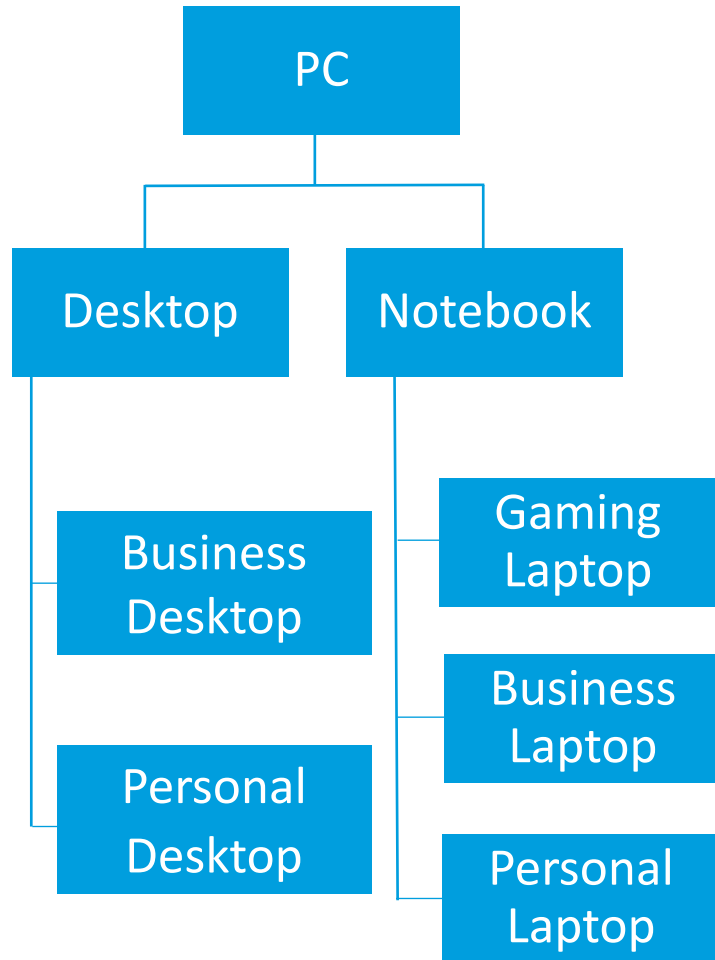 PC
Desktop
Notebook
Business
Desktop
Personal
Desktop
Gaming
Laptop
Business
Laptop
Personal
Laptop